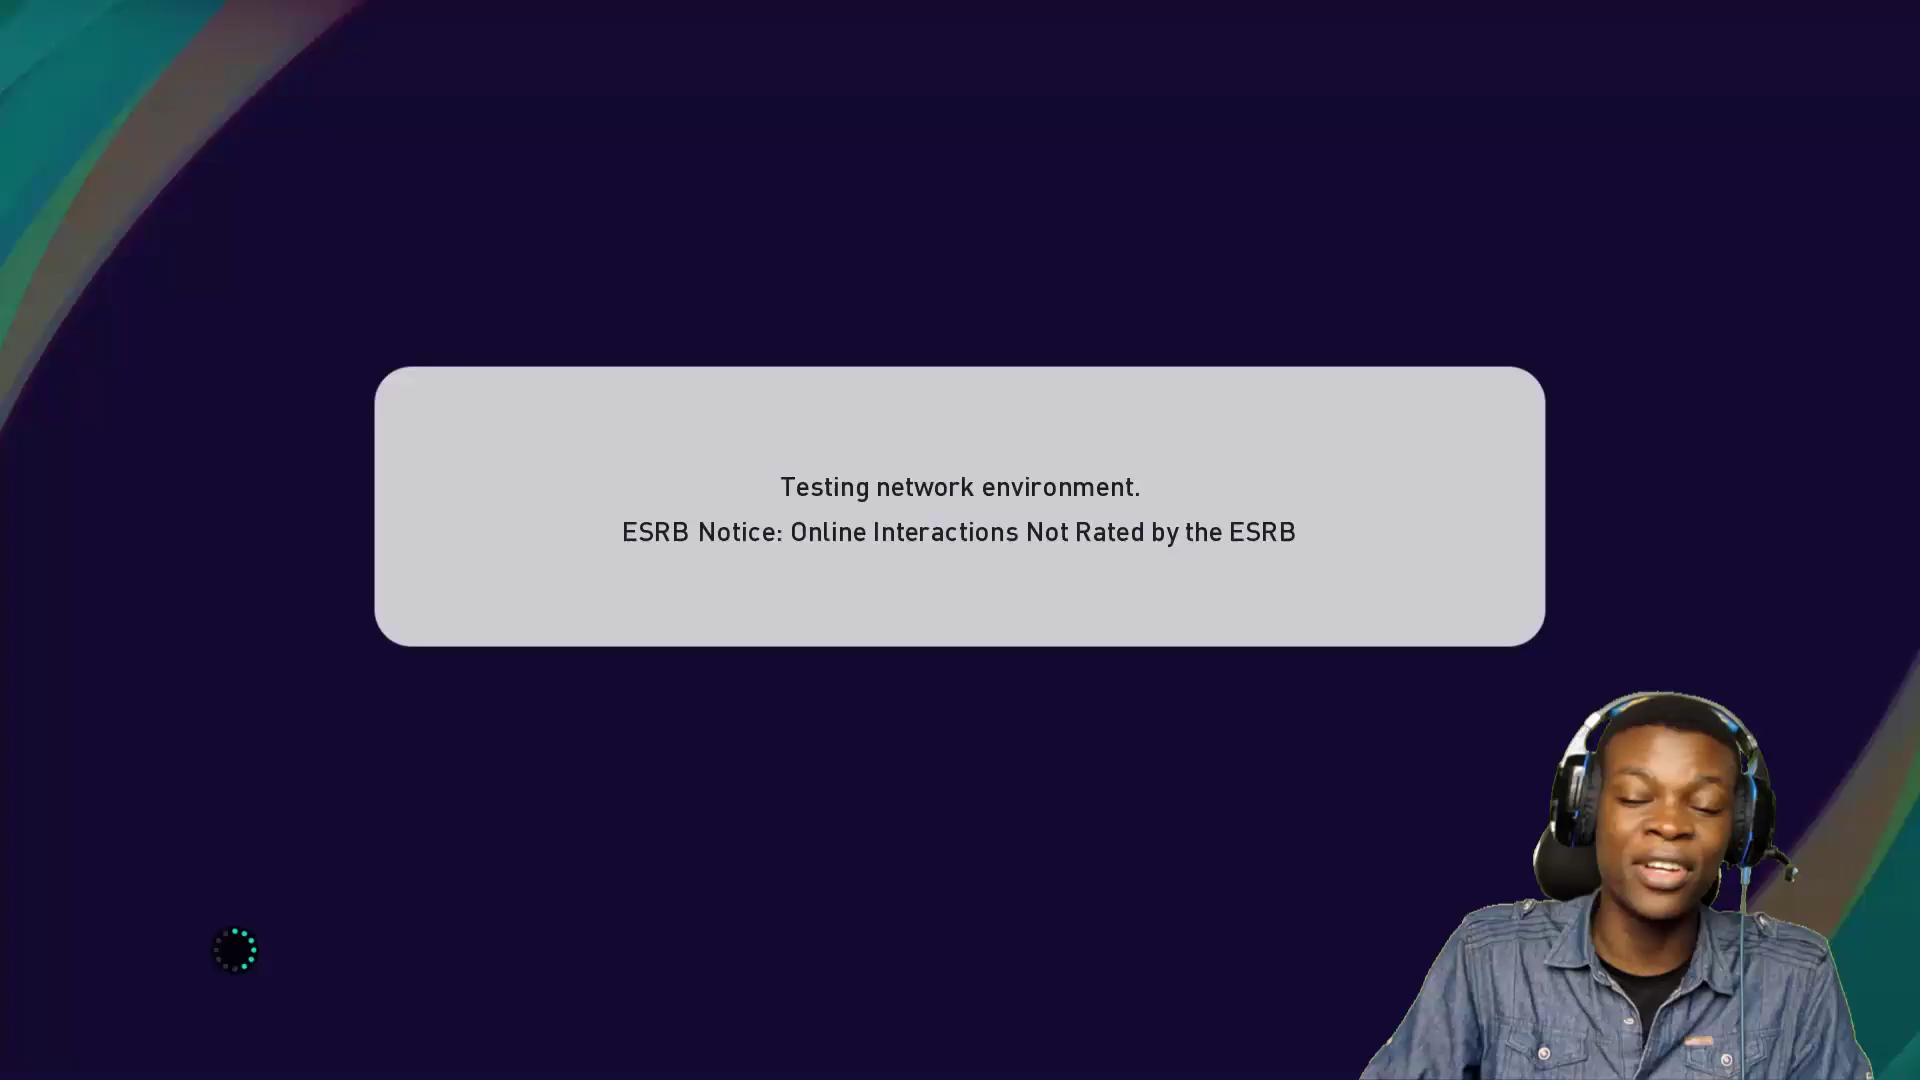 Testing network environment.
ESRB Notice: Online Interactions Not Rated by the ESRB